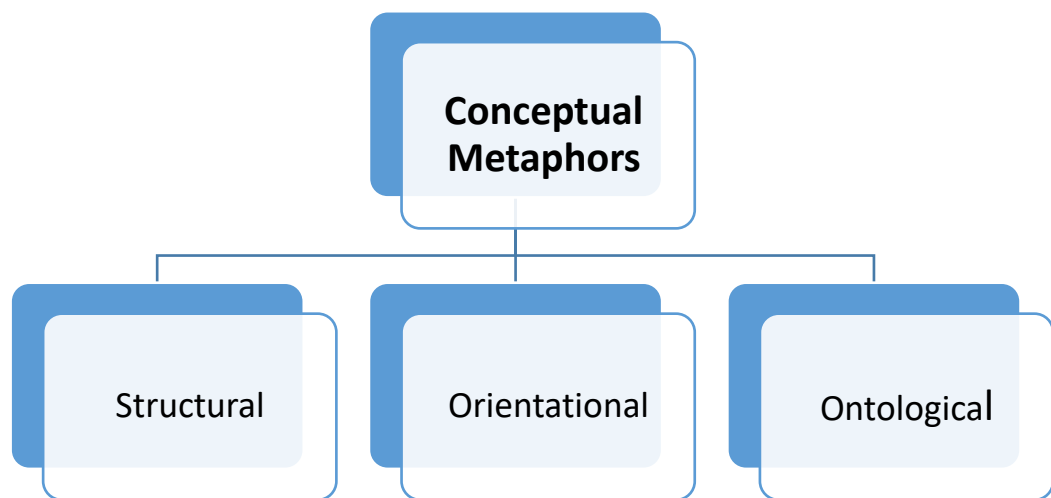 Conceptual
Metaphors
Structural
Orientational
Ontological